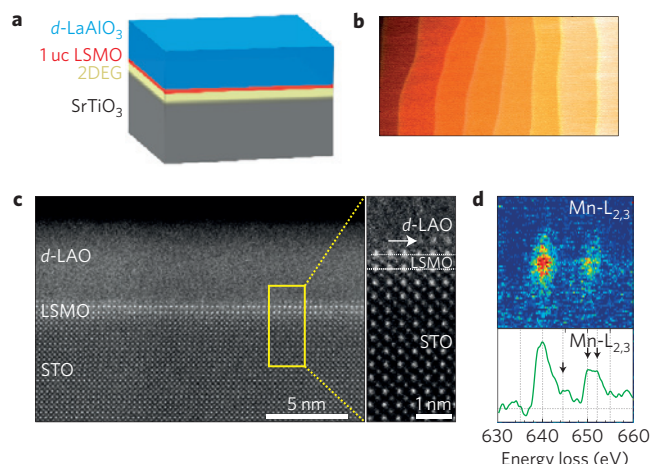 a
d-LaAlO₃
1 uc LSMO
2DEG
SrTiO₃
b
c
d-LAO
LSMO
STO
5 nm
d-LAO
LSMO
STO
1 nm
d
Mn-L₂,₃
Mn-L₂,₃
630 640 650 660
Energy loss (eV)